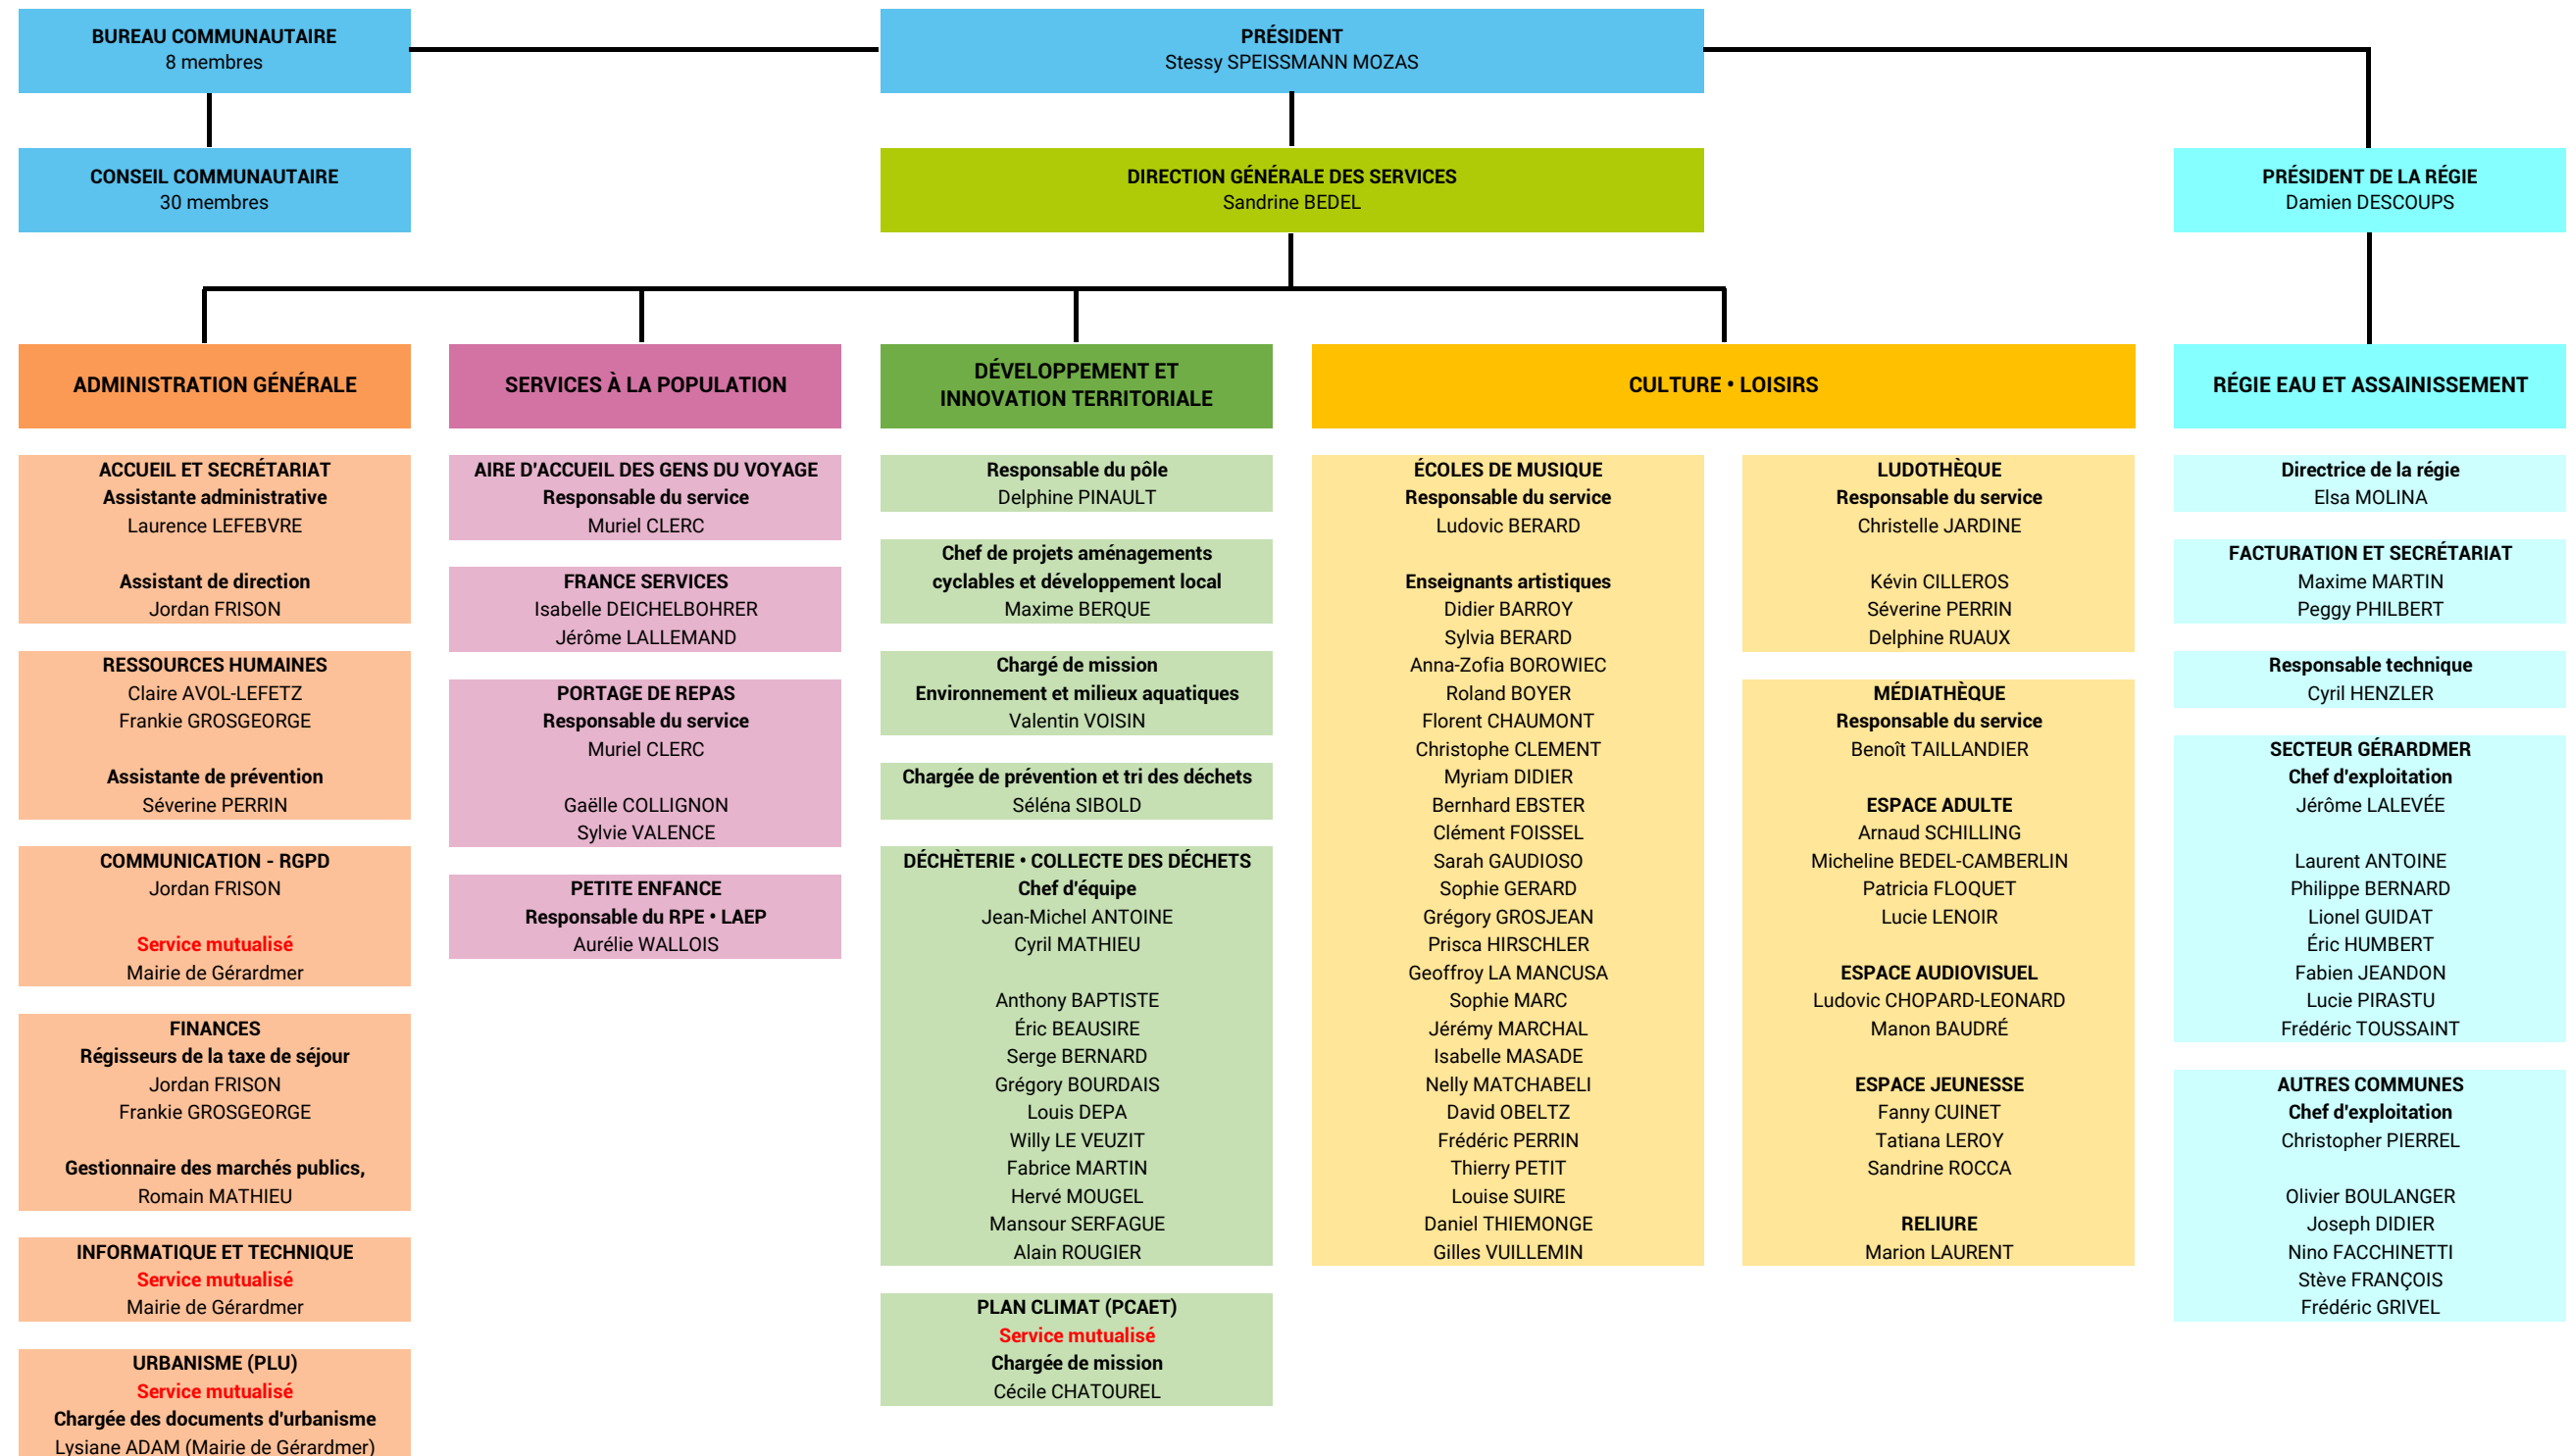 BUREAU COMMUNAUTAIRE
8 membres
PRÉSIDENT
Stessy SPEISSMANN MOZAS
CONSEIL COMMUNAUTAIRE
30 membres
DIRECTION GÉNÉRALE DES SERVICES
Sandrine BEDEL
PRÉSIDENT DE LA RÉGIE
Damien DESCOUPS
ADMINISTRATION GÉNÉRALE
ACCUEIL ET SECRÉTARIAT
Assistante administrative
Laurence LEFEBVRE
Assistant de direction
Jordan FRISON
RESSOURCES HUMAINES
Claire AVOL-LEFETZ
Frankie GROSGEORGE
Assistante de prévention
Séverine PERRIN
COMMUNICATION - RGPD
Jordan FRISON
Service mutualisé
Mairie de Gérardmer
FINANCES
Régisseurs de la taxe de séjour
Jordan FRISON
Frankie GROSGEORGE
Gestionnaire des marchés publics,
Romain MATHIEU
INFORMATIQUE ET TECHNIQUE
Service mutualisé
Mairie de Gérardmer
URBANISME (PLU)
Service mutualisé
Chargée des documents d'urbanisme
Lysiane ADAM (Mairie de Gérardmer)
SERVICES À LA POPULATION
AIRE D'ACCUEIL DES GENS DU VOYAGE
Responsable du service
Muriel CLERC
FRANCE SERVICES
Isabelle DEICHELBOHRER
Jérôme LALLEMAND
PORTAGE DE REPAS
Responsable du service
Muriel CLERC
Gaëlle COLLIGNON
Sylvie VALENCE
PETITE ENFANCE
Responsable du RPE • LAEP
Aurélie WALLOIS
DÉVELOPPEMENT ET
INNOVATION TERRITORIALE
Responsable du pôle
Delphine PINAULT
Chef de projets aménagements
cyclables et développement local
Maxime BERQUE
Chargé de mission
Environnement et milieux aquatiques
Valentin VOISIN
Chargée de prévention et tri des déchets
Séléna SIBOLD
DÉCHÈTERIE • COLLECTE DES DÉCHETS
Chef d'équipe
Jean-Michel ANTOINE
Cyril MATHIEU
Anthony BAPTISTE
Éric BEAUSIRE
Serge BERNARD
Grégory BOURDAIS
Louis DEPA
Willy LE VEUZIT
Fabrice MARTIN
Hervé MOUGEL
Mansour SERFAGUE
Alain ROUGIER
PLAN CLIMAT (PCAET)
Service mutualisé
Chargée de mission
Cécile CHATOUREL
CULTURE • LOISIRS
ÉCOLES DE MUSIQUE
Responsable du service
Ludovic BERARD
Enseignants artistiques
Didier BARROY
Sylvia BERARD
Anna-Zofia BOROWIEC
Roland BOYER
Florent CHAUMONT
Christophe CLEMENT
Myriam DIDIER
Bernhard EBSTER
Clément FOISSEL
Sarah GAUDIOSO
Sophie GERARD
Grégory GROSJEAN
Prisca HIRSCHLER
Geoffroy LA MANCUSA
Sophie MARC
Jérémy MARCHAL
Isabelle MASADE
Nelly MATCHABELI
David OBELTZ
Frédéric PERRIN
Thierry PETIT
Louise SUIRE
Daniel THIEMONGE
Gilles VUILLEMIN
LUDOTHÈQUE
Responsable du service
Christelle JARDINE
Kévin CILLEROS
Séverine PERRIN
Delphine RUAUX
MÉDIATHÈQUE
Responsable du service
Benoît TAILLANDIER
ESPACE ADULTE
Arnaud SCHILLING
Micheline BEDEL-CAMBERLIN
Patricia FLOQUET
Lucie LENOIR
ESPACE AUDIOVISUEL
Ludovic CHOPARD-LEONARD
Manon BAUDRÉ
ESPACE JEUNESSE
Fanny CUINET
Tatiana LEROY
Sandrine ROCCA
RELIURE
Marion LAURENT
RÉGIE EAU ET ASSAINISSEMENT
Directrice de la régie
Elsa MOLINA
FACTURATION ET SECRÉTARIAT
Maxime MARTIN
Peggy PHILBERT
Responsable technique
Cyril HENZLER
SECTEUR GÉRARDMER
Chef d'exploitation
Jérôme LALEVÉE
Laurent ANTOINE
Philippe BERNARD
Lionel GUIDAT
Éric HUMBERT
Fabien JEANDON
Lucie PIRASTU
Frédéric TOUSSAINT
AUTRES COMMUNES
Chef d'exploitation
Christopher PIERREL
Olivier BOULANGER
Joseph DIDIER
Nino FACCHINETTI
Stève FRANÇOIS
Frédéric GRIVEL